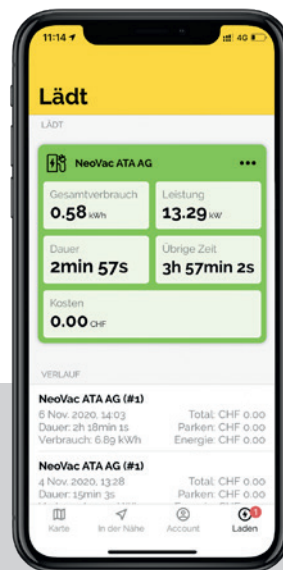 11:14 4G
Lädt
LÄDT
NeoVac ATA AG •••
Gesamtverbrauch Leistung
0.58 kWh 13.29 kW
Dauer Übrige Zeit
2min 57s 3h 57min 2s
Kosten
0.00 CHF
VERLAUF
NeoVac ATA AG (#1)
6 Nov. 2020, 14:03 Total: CHF 0.00
Dauer: 2h 18min 1s Parken: CHF 0.00
Verbrauch: 6.89 kWh Energie: CHF 0.00
NeoVac ATA AG (#1)
4 Nov. 2020, 13:28 Total: CHF 0.00
Dauer: 15min 3s Parken: CHF 0.00
1
Karte In der Nähe Account Laden